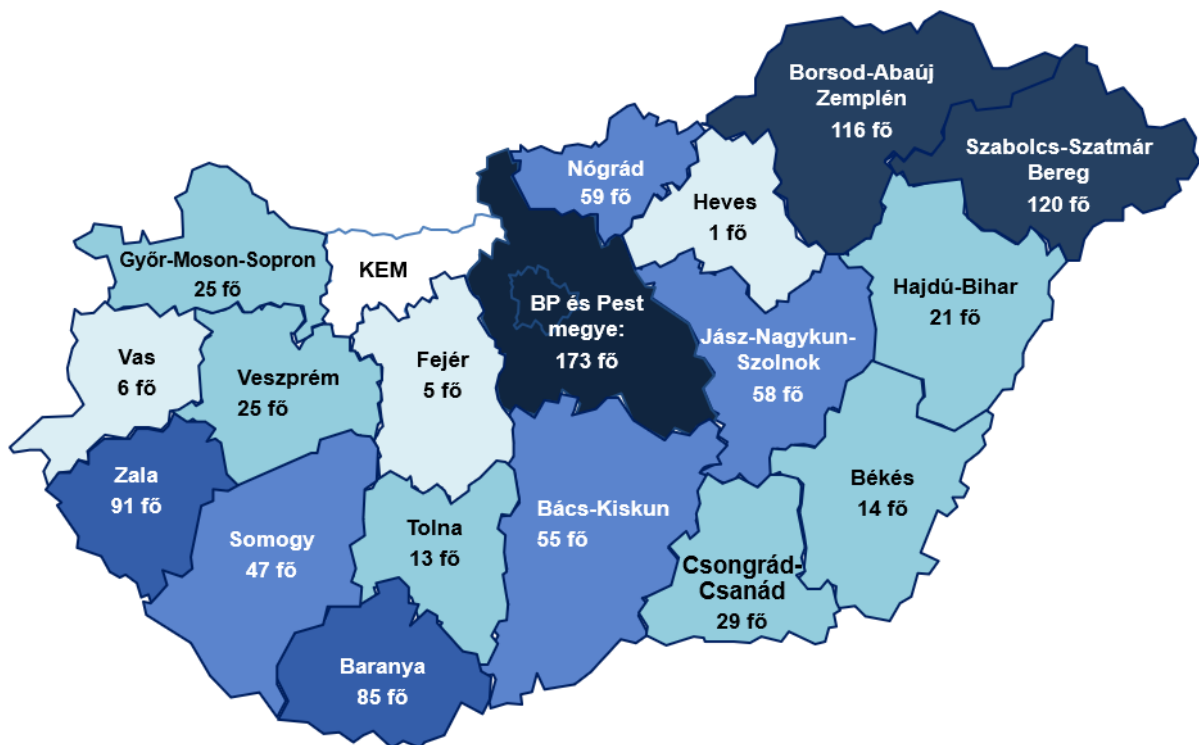 Borsod-Abaúj
Zemplén
116 fő
Szabolcs-Szatmár
Bereg
120 fő
Nógrád
59 fő
Heves
1 fő
Győr-Moson-Sopron
25 fő
KEM
BP és Pest
megye:
173 fő
Hajdú-Bihar
21 fő
Jász-Nagykun-
Szolnok
58 fő
Vas
6 fő
Veszprém
25 fő
Fejér
5 fő
Zala
91 fő
Somogy
47 fő
Tolna
13 fő
Bács-Kiskun
55 fő
Békés
14 fő
Csongrád-
Csanád
29 fő
Baranya
85 fő